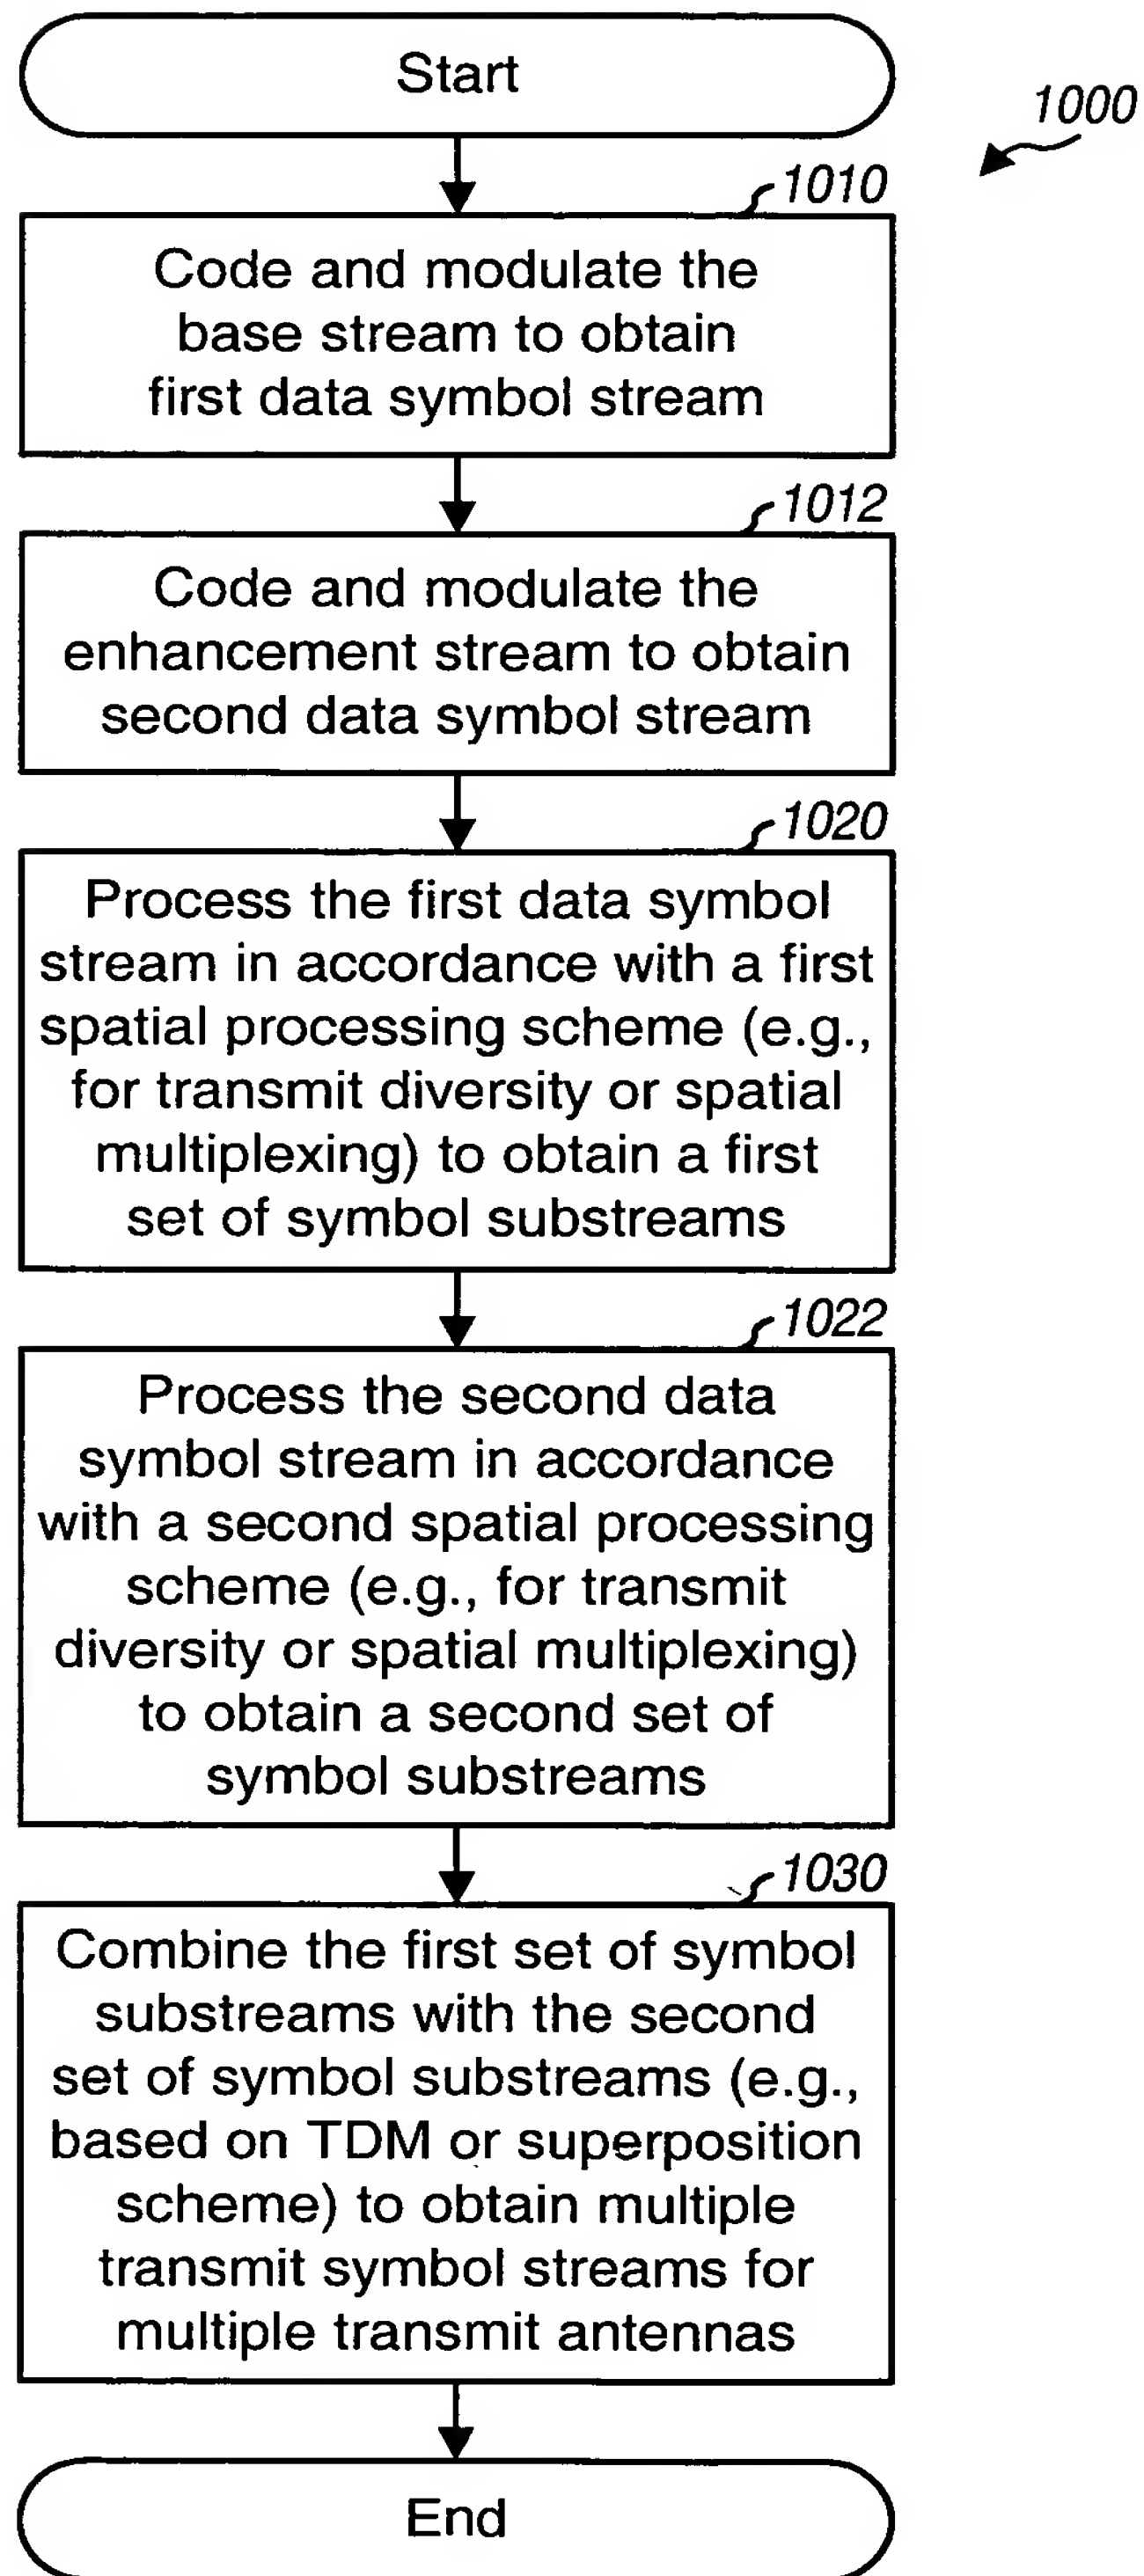 Start
1000
1010
Code and modulate the
base stream to obtain
first data symbol stream
1012
Code and modulate the
enhancement stream to obtain
second data symbol stream
1020
Process the first data symbol
stream in accordance with a first
spatial processing scheme (e.g.,
for transmit diversity or spatial
multiplexing) to obtain a first
set of symbol substreams
1022
Process the second data
symbol stream in accordance
with a second spatial processing
scheme (e.g., for transmit
diversity or spatial multiplexing)
to obtain a second set of
symbol substreams
1030
Combine the first set of symbol
substreams with the second
set of symbol substreams (e.g.,
based on TDM or superposition
scheme) to obtain multiple
transmit symbol streams for
multiple transmit antennas
End